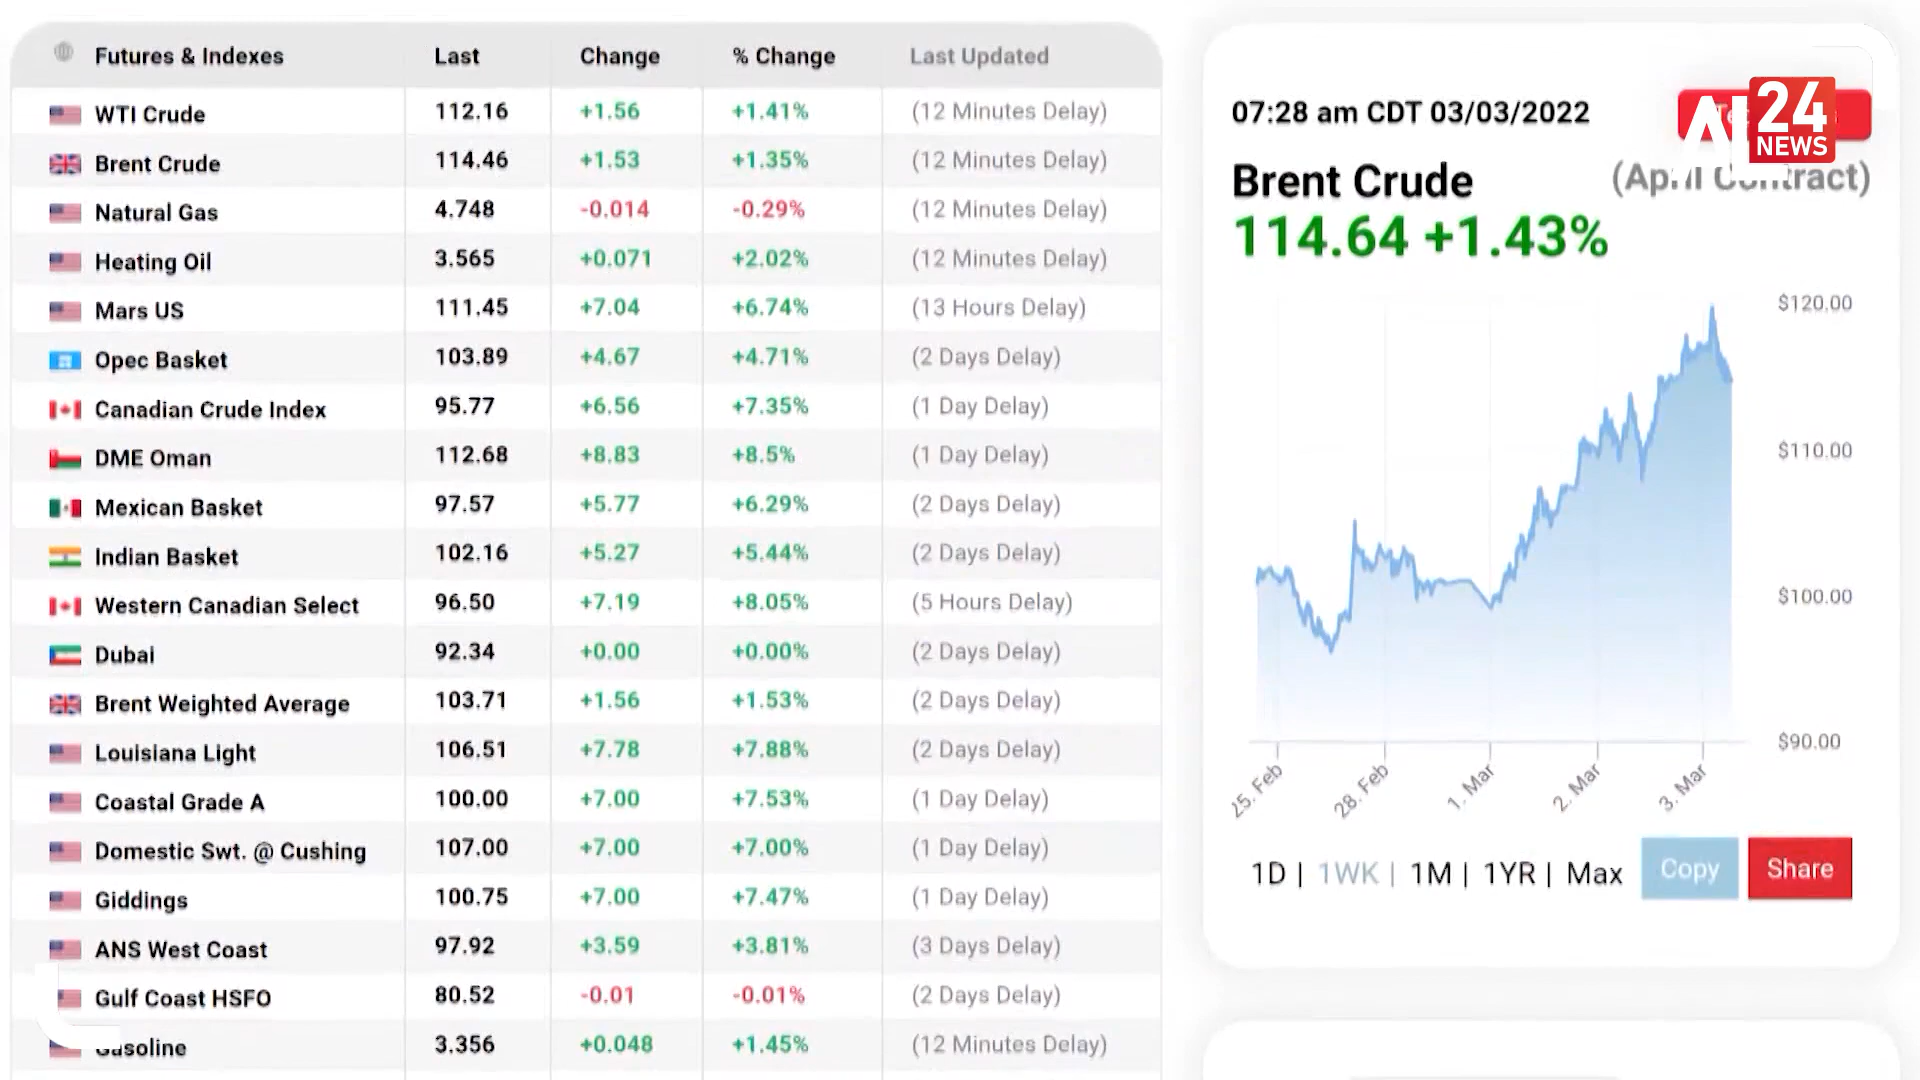 Futures & Indexes Last Change % Change Last Updated
WTI Crude 112.16 +1.56 +1.41% (12 Minutes Delay)
Brent Crude 114.46 +1.53 +1.35% (12 Minutes Delay)
Natural Gas 4.748 -0.014 -0.29% (12 Minutes Delay)
Heating Oil 3.565 +0.071 +2.02% (12 Minutes Delay)
Mars US 111.45 +7.04 +6.74% (13 Hours Delay)
Opec Basket 103.89 +4.67 +4.71% (2 Days Delay)
Canadian Crude Index 95.77 +6.56 +7.35% (1 Day Delay)
DME Oman 112.68 +8.83 +8.5% (1 Day Delay)
Mexican Basket 97.57 +5.77 +6.29% (2 Days Delay)
Indian Basket 102.16 +5.27 +5.44% (2 Days Delay)
Western Canadian Select 96.50 +7.19 +8.05% (5 Hours Delay)
Dubai 92.34 +0.00 +0.00% (2 Days Delay)
Brent Weighted Average 103.71 +1.56 +1.53% (2 Days Delay)
Louisiana Light 106.51 +7.78 +7.88% (2 Days Delay)
Coastal Grade A 100.00 +7.00 +7.53% (1 Day Delay)
Domestic Swt. @ Cushing 107.00 +7.00 +7.00% (1 Day Delay)
Giddings 100.75 +7.00 +7.47% (1 Day Delay)
ANS West Coast 97.92 +3.59 +3.81% (3 Days Delay)
Gulf Coast HSFO 80.52 -0.01 -0.01% (2 Days Delay)
Gasoline 3.356 +0.048 +1.45% (12 Minutes Delay)
07:28 am CDT 03/03/2022
AL 24
NEWS
Brent Crude (April Contract)
114.64 +1.43%
$120.00
$110.00
$100.00
$90.00
25. Feb 28. Feb 1. Mar 2. Mar 3. Mar
1D | 1WK | 1M | 1YR | Max Copy Share